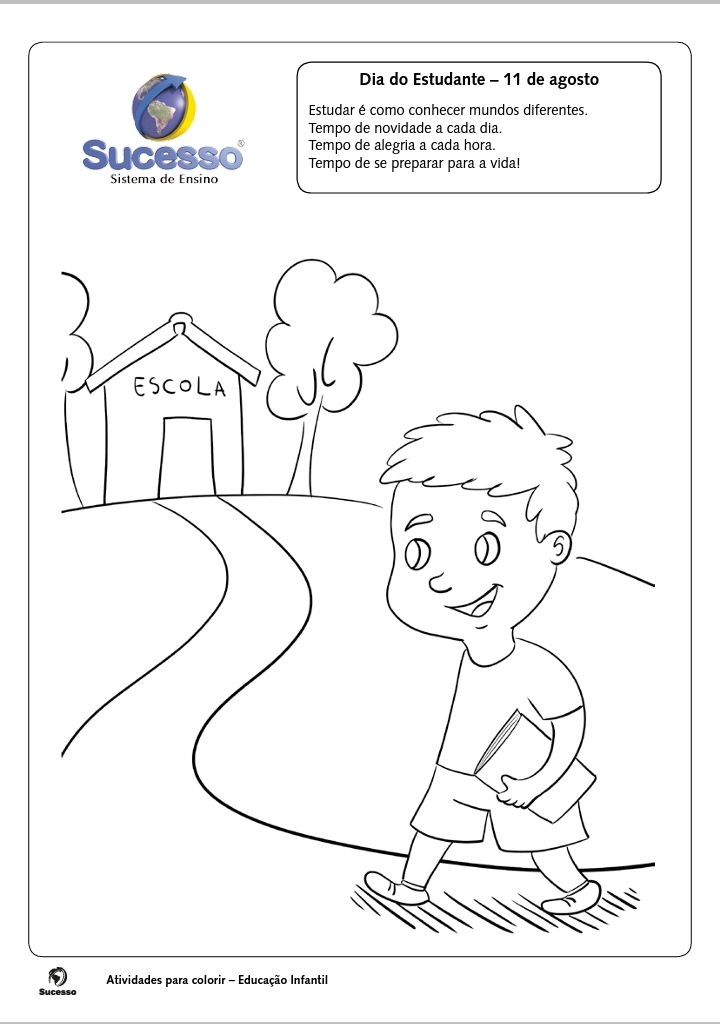 Sucesso®
Sistema de Ensino
Dia do Estudante – 11 de agosto
Estudar é como conhecer mundos diferentes.
Tempo de novidade a cada dia.
Tempo de alegria a cada hora.
Tempo de se preparar para a vida!
ESCOLA
Sucesso
Atividades para colorir – Educação Infantil